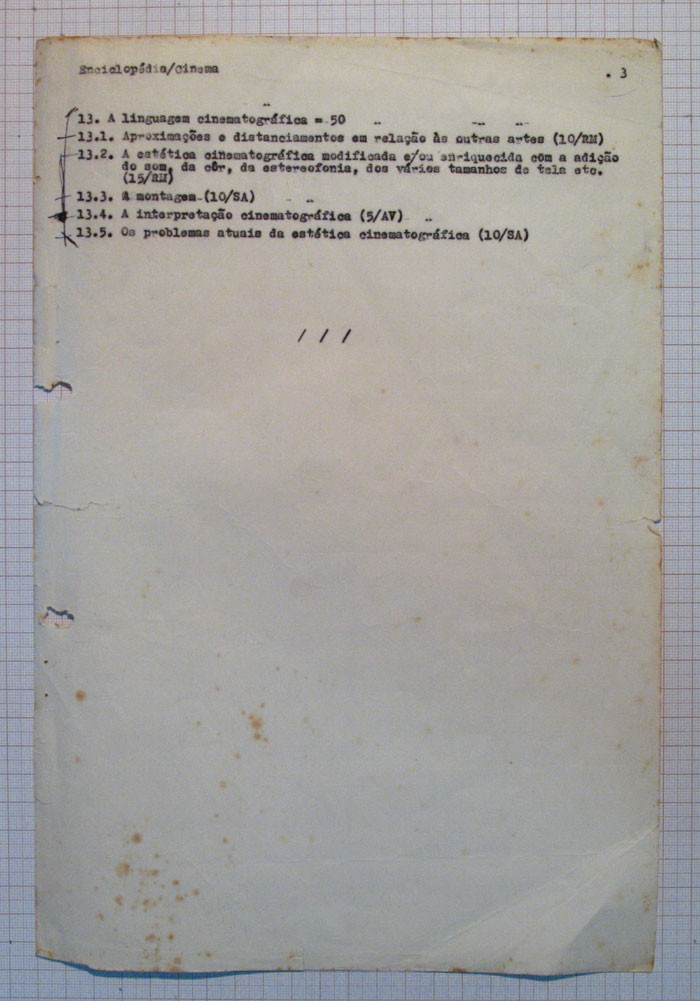 Enciclopédia/Cinema
. 3
13. A linguagem cinematográfica = 50
13.1. Aproximações e distanciamentos em relação às outras artes (10/RM)
13.2. A estética cinematográfica modificada e/ou enriquecida com a adição
do som, da côr, da estereofonia, dos vários tamanhos de tela etc.
(15/RM)
13.3. A montagem (10/SA)
13.4. A interpretação cinematográfica (5/AV)
13.5. Os problemas atuais da estética cinematográfica (10/SA)
/ / /